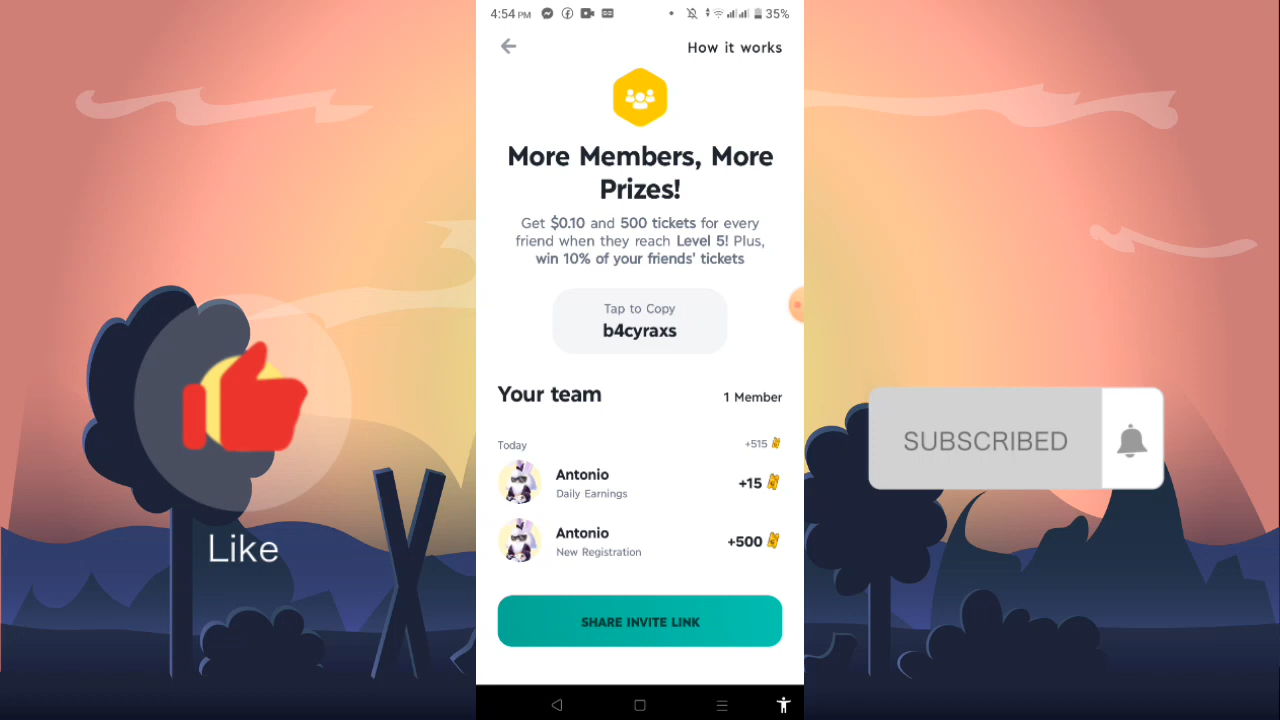 4:54 PM
35%
How it works
More Members, More
Prizes!
Get $0.10 and 500 tickets for every
friend when they reach Level 5! Plus,
win 10% of your friends' tickets
Tap to Copy
b4cyraxs
Your team
1 Member
Today
+515
Antonio
Daily Earnings
+15
Antonio
New Registration
+500
SHARE INVITE LINK
Like
SUBSCRIBED